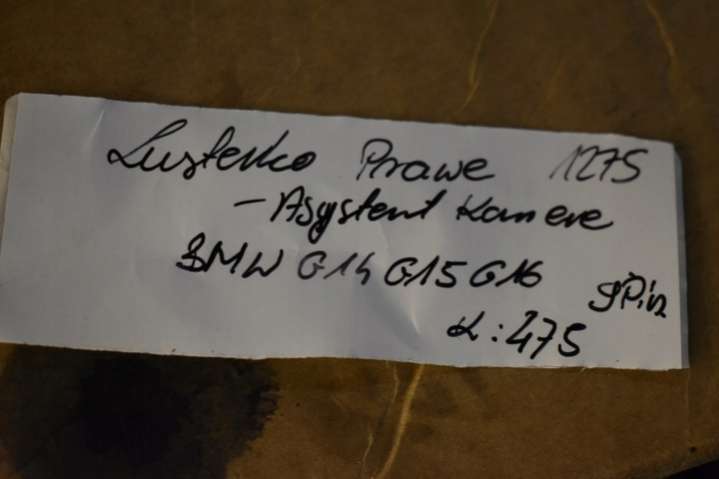 Lusterko Prawe 1275
- Asystent Kamere
BMW G14 G15 G16
9Pin
L:475